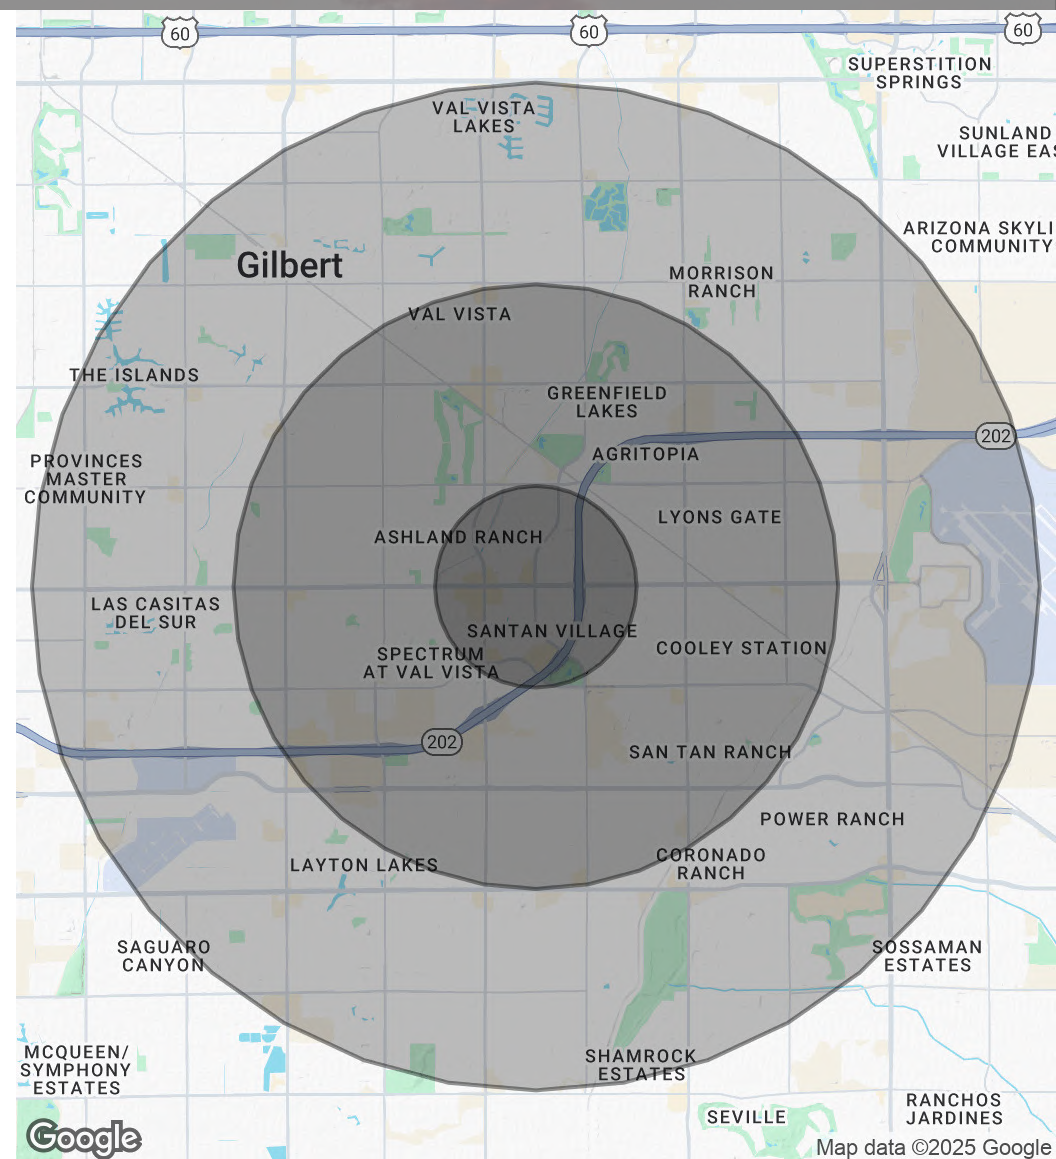 60
60
60
SUPERSTITION
SPRINGS
VAL VISTA
LAKES
SUNLAND
VILLAGE EAS
ARIZONA SKYLI
COMMUNITY
Gilbert
MORRISON
RANCH
VAL VISTA
THE ISLANDS
GREENFIELD
LAKES
202
AGRITOPIA
PROVINCES
MASTER
COMMUNITY
LYONS GATE
ASHLAND RANCH
LAS CASITAS
DEL SUR
SANTAN VILLAGE
COOLEY STATION
SPECTRUM
AT VAL VISTA
202
SAN TAN RANCH
POWER RANCH
LAYTON LAKES
CORONADO
RANCH
SAGUARO
CANYON
SOSSAMAN
ESTATES
MCQUEEN/
SYMPHONY
ESTATES
SHAMROCK
ESTATES
SEVILLE
RANCHOS
JARDINES
Google
Map data ©2025 Google